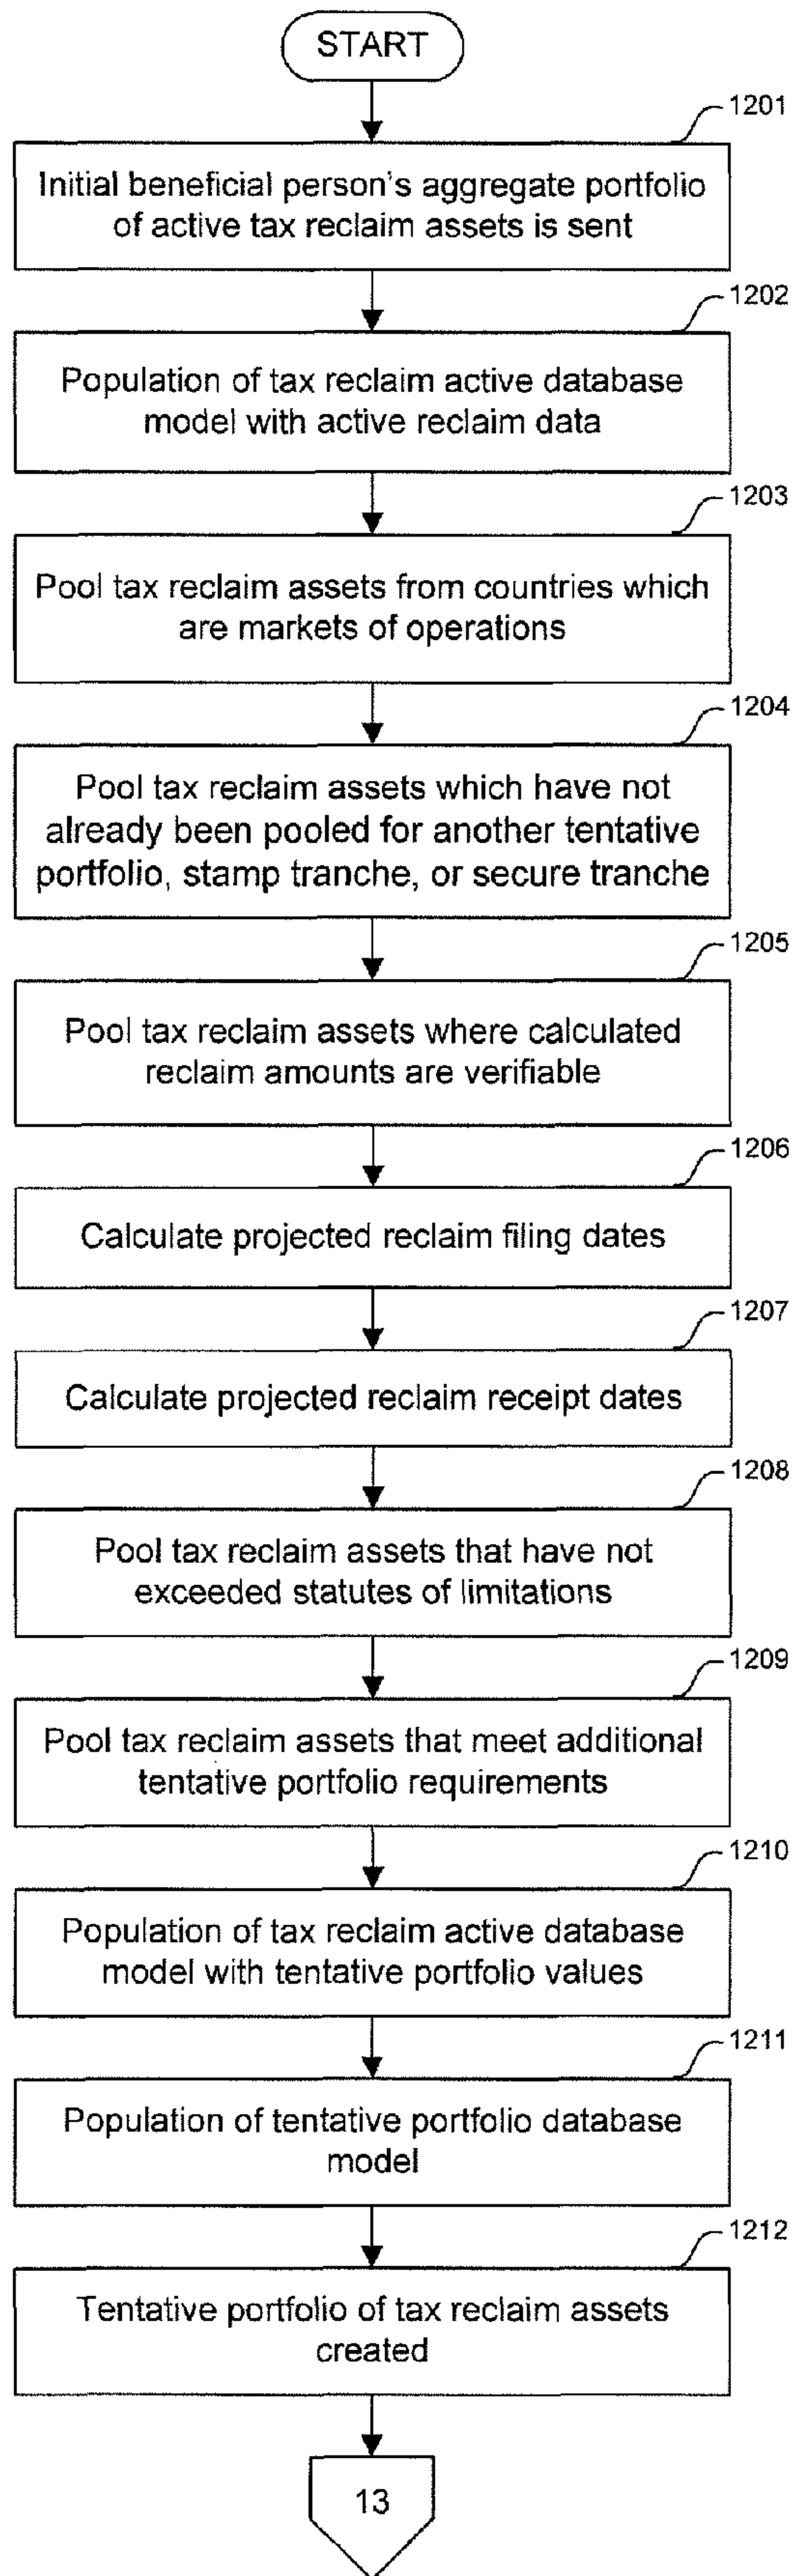 START
1201
Initial beneficial person's aggregate portfolio
of active tax reclaim assets is sent
1202
Population of tax reclaim active database
model with active reclaim data
1203
Pool tax reclaim assets from countries which
are markets of operations
1204
Pool tax reclaim assets which have not
already been pooled for another tentative
portfolio, stamp tranche, or secure tranche
1205
Pool tax reclaim assets where calculated
reclaim amounts are verifiable
1206
Calculate projected reclaim filing dates
1207
Calculate projected reclaim receipt dates
1208
Pool tax reclaim assets that have not
exceeded statutes of limitations
1209
Pool tax reclaim assets that meet additional
tentative portfolio requirements
1210
Population of tax reclaim active database
model with tentative portfolio values
1211
Population of tentative portfolio database
model
1212
Tentative portfolio of tax reclaim assets
created
13